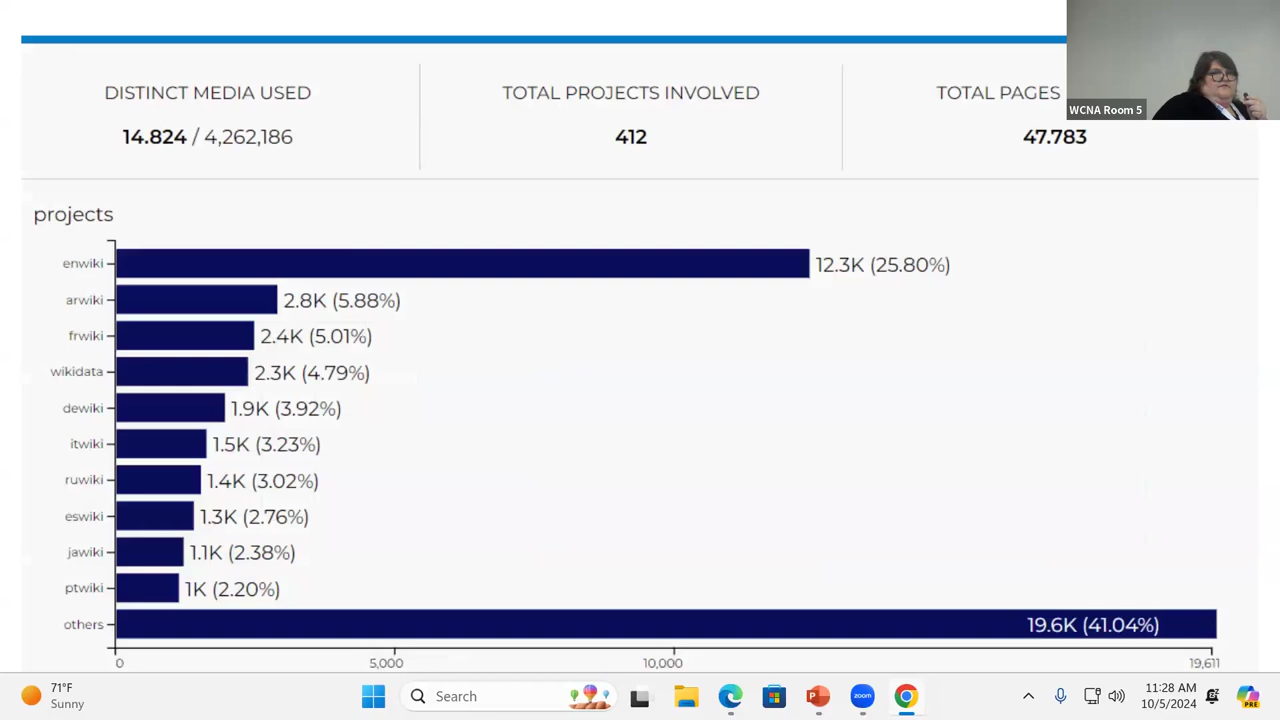 DISTINCT MEDIA USED
14.824 / 4,262,186
TOTAL PROJECTS INVOLVED
412
TOTAL PAGES
47.783
WCNA Room 5
projects
enwiki 12.3K (25.80%)
arwiki 2.8K (5.88%)
frwiki 2.4K (5.01%)
wikidata 2.3K (4.79%)
dewiki 1.9K (3.92%)
itwiki 1.5K (3.23%)
ruwiki 1.4K (3.02%)
eswiki 1.3K (2.76%)
jawiki 1.1K (2.38%)
ptwiki 1K (2.20%)
others 19.6K (41.04%)
0 5,000 10,000 19,611
71°F
Sunny
Search
zoom
PRE
11:28 AM
10/5/2024